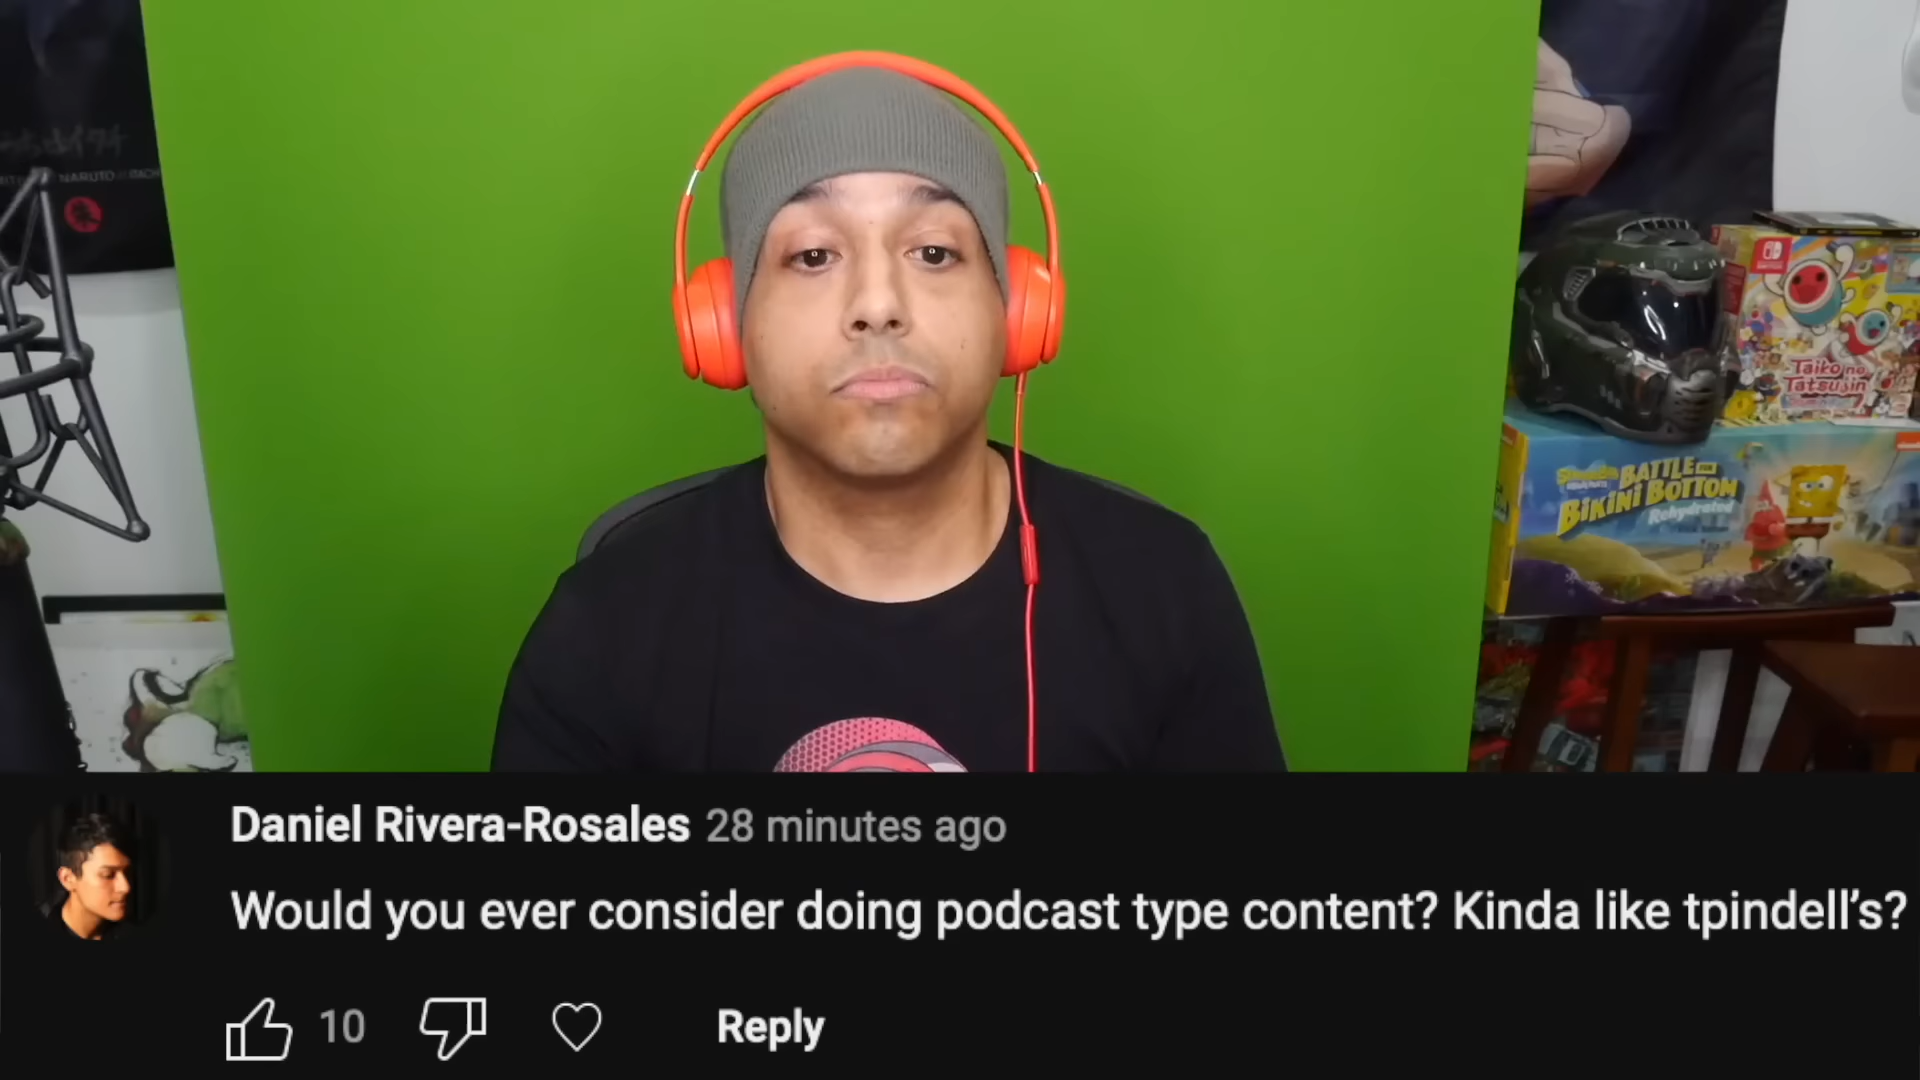 NARUTO
Taiko no
Tatsujin
BATTLE FOR
BiKiNi BOTTOM
Rehydrated
Daniel Rivera-Rosales 28 minutes ago
Would you ever consider doing podcast type content? Kinda like tpindell's?
10
Reply